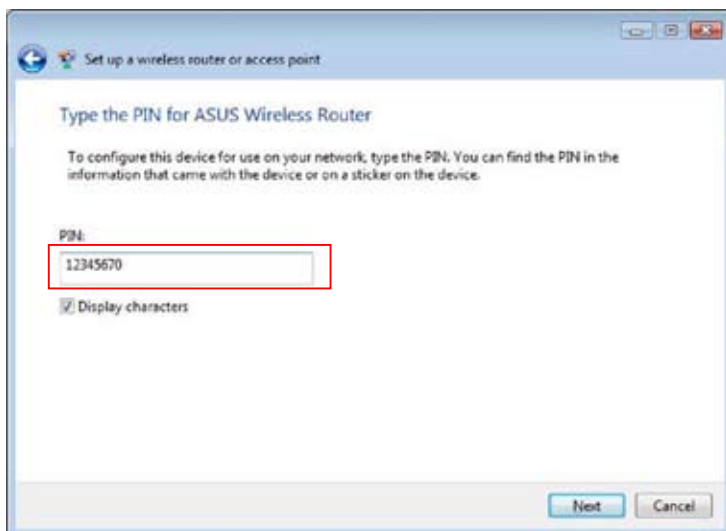 Set up a wireless router or access point
Type the PIN for ASUS Wireless Router
To configure this device for use on your network, type the PIN. You can find the PIN in the
information that came with the device or on a sticker on the device.
PIN:
12345670
Display characters
Next Cancel